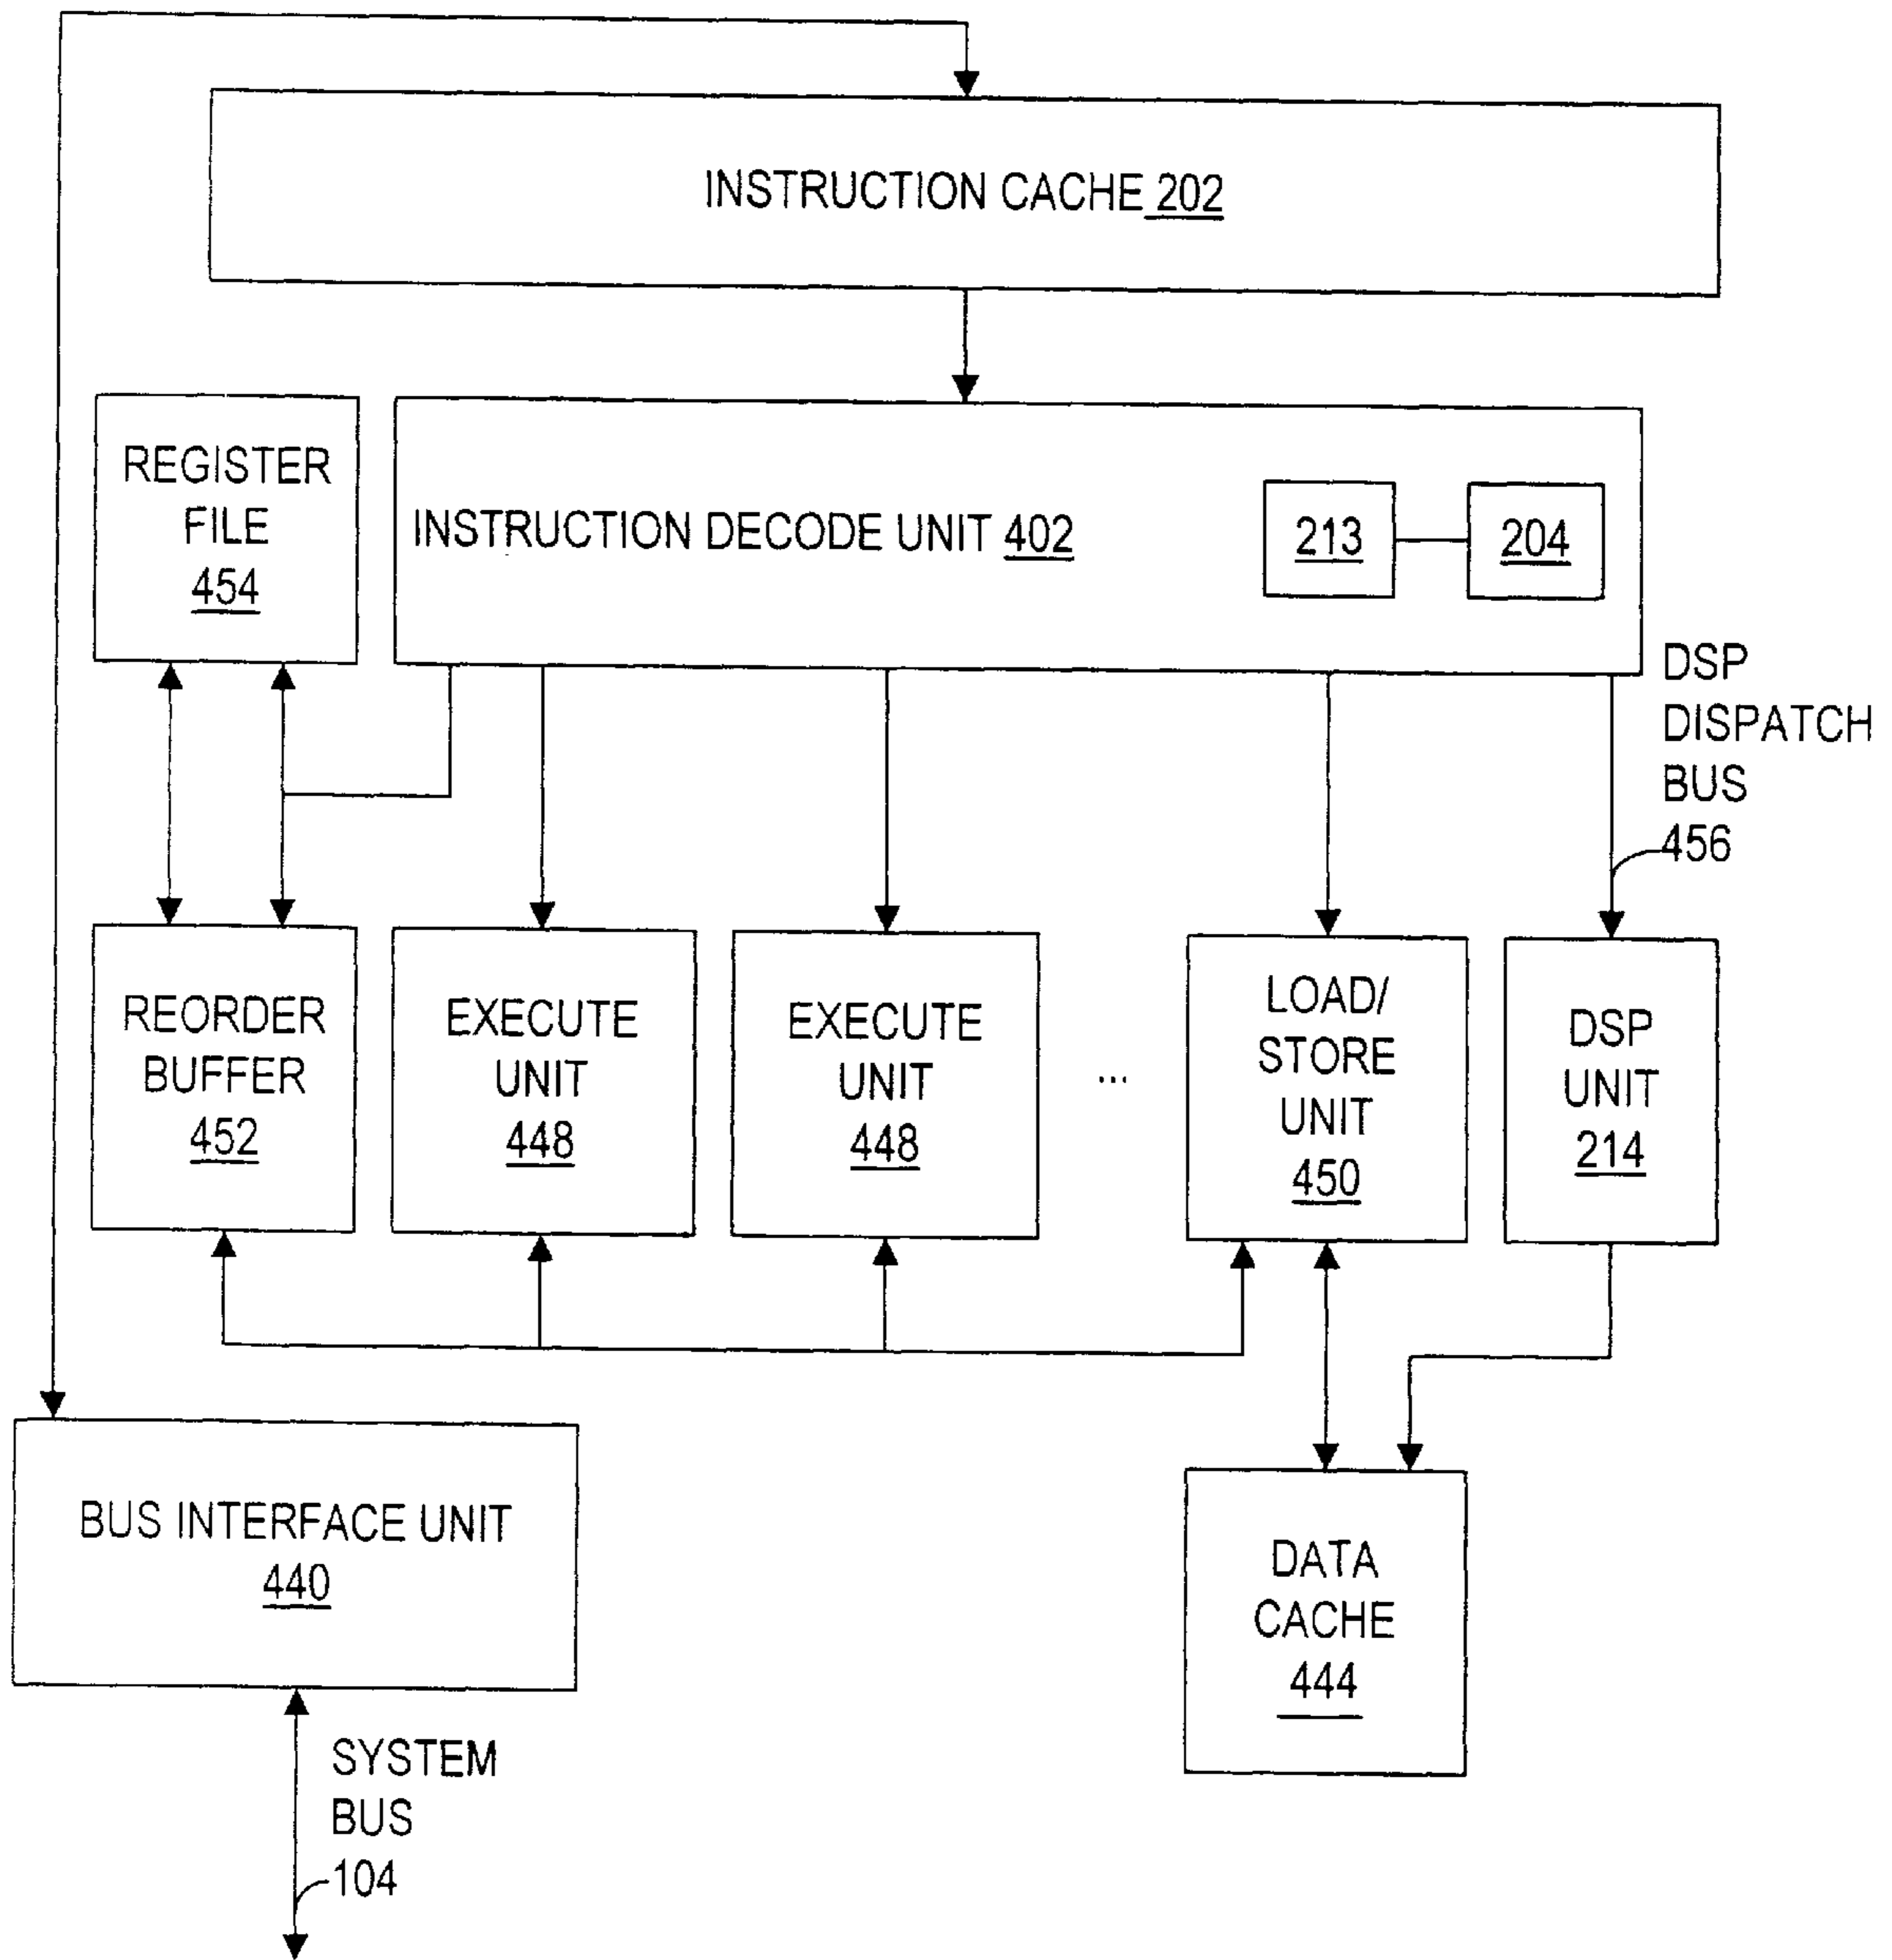 INSTRUCTION CACHE 202
REGISTER
FILE
454
INSTRUCTION DECODE UNIT 402
213
204
DSP
DISPATCH
BUS
456
REORDER
BUFFER
452
EXECUTE
UNIT
448
EXECUTE
UNIT
448
...
LOAD/
STORE
UNIT
450
DSP
UNIT
214
BUS INTERFACE UNIT
440
DATA
CACHE
444
SYSTEM
BUS
104